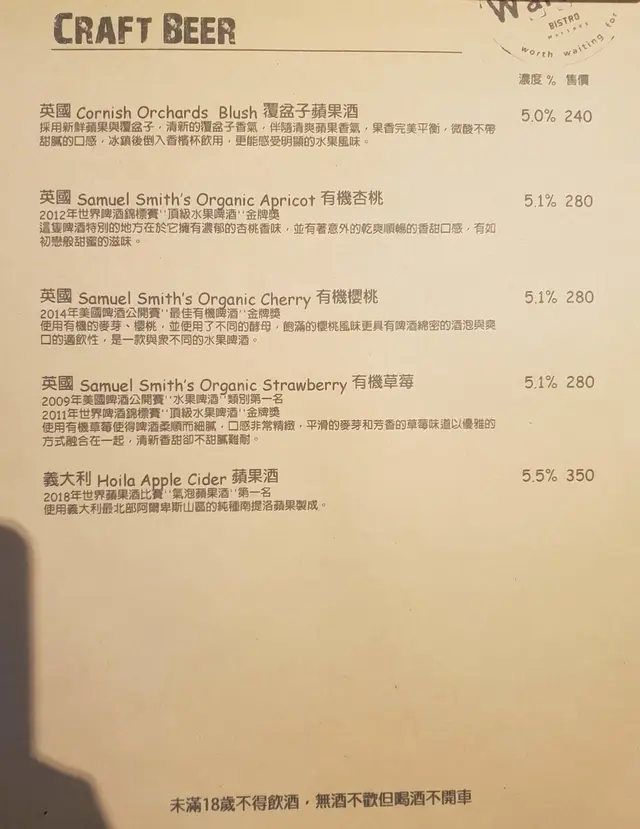 CRAFT BEER
BISTRO
worth waiting for
濃度 % 售價
英國 Cornish Orchards Blush 覆盆子蘋果酒 5.0% 240
採用新鮮蘋果與覆盆子，清新的覆盆子香氣，伴隨清爽蘋果香氣，果香完美平衡，微酸不帶
甜膩的口感，冰鎮後倒入香檳杯飲用，更能感受明顯的水果風味。
英國 Samuel Smith's Organic Apricot 有機杏桃 5.1% 280
2012年世界啤酒錦標賽''頂級水果啤酒''金牌獎
這隻啤酒特別的地方在於它擁有濃郁的杏桃香味，並有著意外的乾爽順暢的香甜口感，有如
初戀般甜蜜的滋味。
英國 Samuel Smith's Organic Cherry 有機櫻桃 5.1% 280
2014年美國啤酒公開賽''最佳有機啤酒''金牌獎
使用有機的麥芽、櫻桃，並使用了不同的酵母，飽滿的櫻桃風味更具有啤酒綿密的酒泡與爽
口的適飲性，是一款與眾不同的水果啤酒。
英國 Samuel Smith's Organic Strawberry 有機草莓 5.1% 280
2009年美國啤酒公開賽''水果啤酒''類別第一名
2011年世界啤酒錦標賽''頂級水果啤酒''金牌獎
使用有機草莓使得啤酒柔順而細膩，口感非常精緻，平滑的麥芽和芳香的草莓味道以優雅的
方式融合在一起，清新香甜卻不甜膩難耐。
義大利 Hoila Apple Cider 蘋果酒 5.5% 350
2018年世界蘋果酒比賽''氣泡蘋果酒''第一名
使用義大利最北部阿爾卑斯山區的純種南提洛蘋果製成。
未滿18歲不得飲酒，無酒不歡但喝酒不開車